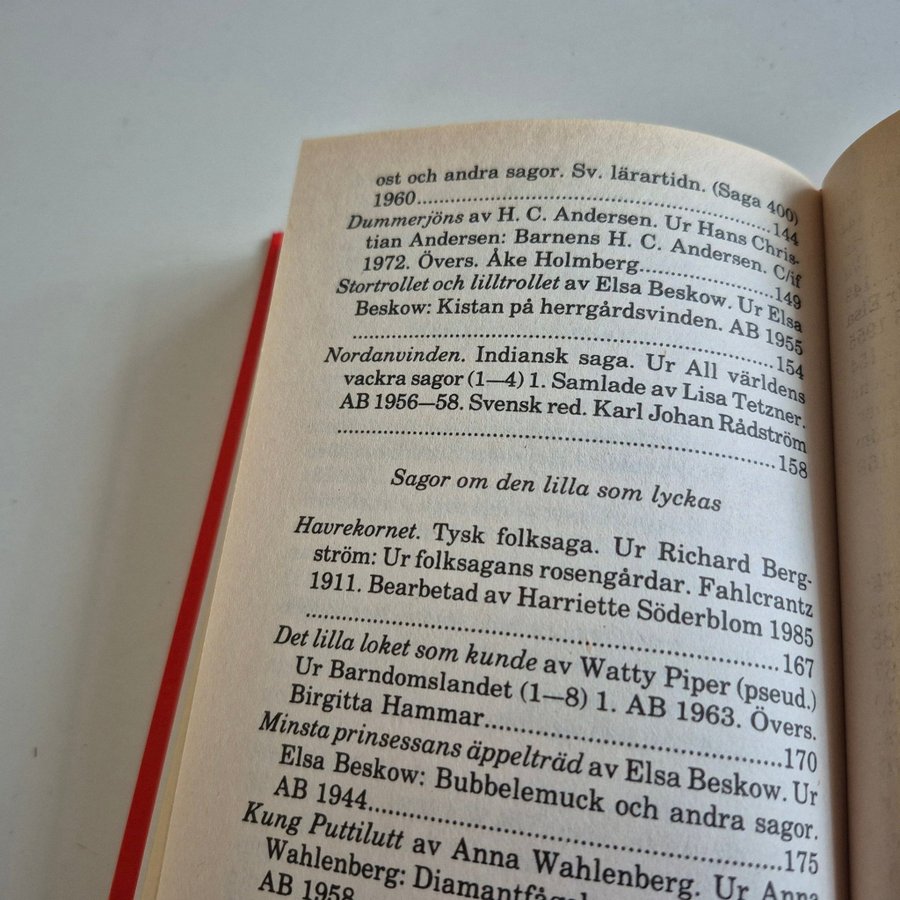 ost och andra sagor. Sv. lärartidn. (Saga 400)
1960........................................144
Dummerjöns av H. C. Andersen. Ur Hans Chris-
tian Andersen: Barnens H. C. Andersen. C/if
1972. Övers. Åke Holmberg....................149
Stortrollet och lilltrollet av Elsa Beskow. Ur Elsa
Beskow: Kistan på herrgårdsvinden. AB 1955
........................................154
Nordanvinden. Indiansk saga. Ur All världens
vackra sagor (1—4) 1. Samlade av Lisa Tetzner.
AB 1956—58. Svensk red. Karl Johan Rådström
........................................158
Sagor om den lilla som lyckas
Havrekornet. Tysk folksaga. Ur Richard Berg-
ström: Ur folksagans rosengårdar. Fahlcrantz
1911. Bearbetad av Harriette Söderblom 1985
........................................167
Det lilla loket som kunde av Watty Piper (pseud.)
Ur Barndomslandet (1—8) 1. AB 1963. Övers.
Birgitta Hammar..............................170
Minsta prinsessans äppelträd av Elsa Beskow. Ur
Elsa Beskow: Bubbelemuck och andra sagor.
AB 1944........................................175
Kung Puttilutt av Anna Wahlenberg. Ur Anna
Wahlenberg: Diamantfåge
AB 1958